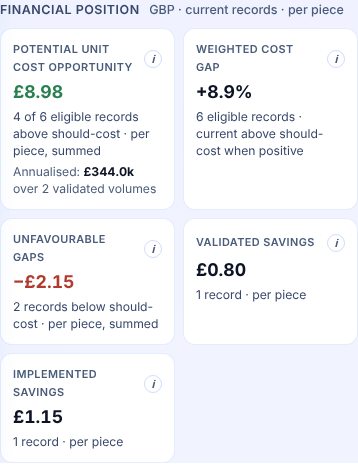 FINANCIAL POSITION GBP · current records · per piece
POTENTIAL UNIT
COST OPPORTUNITY i
£8.98
4 of 6 eligible records
above should-cost · per
piece, summed
Annualised: £344.0k
over 2 validated volumes
WEIGHTED COST
GAP i
+8.9%
6 eligible records ·
current above should-
cost when positive
UNFAVOURABLE
GAPS i
−£2.15
2 records below should-
cost · per piece, summed
VALIDATED SAVINGS i
£0.80
1 record · per piece
IMPLEMENTED
SAVINGS i
£1.15
1 record · per piece